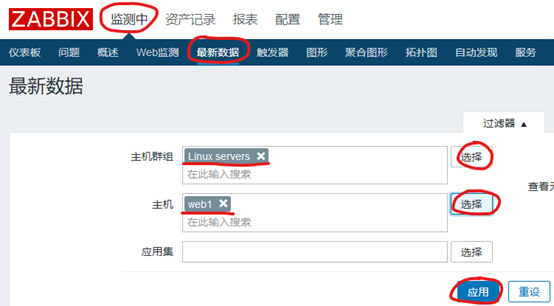 ZABBIX 监测中 资产记录 报表 配置 管理
仪表板 问题 概述 Web监测 最新数据 触发器 图形 聚合图形 拓扑图 自动发现 服务
最新数据
过滤器 ▲
主机群组 Linux servers × 选择
在此输入搜索
查看无
主机 web1 × 选择
在此输入搜索
应用集 选择
应用 重设